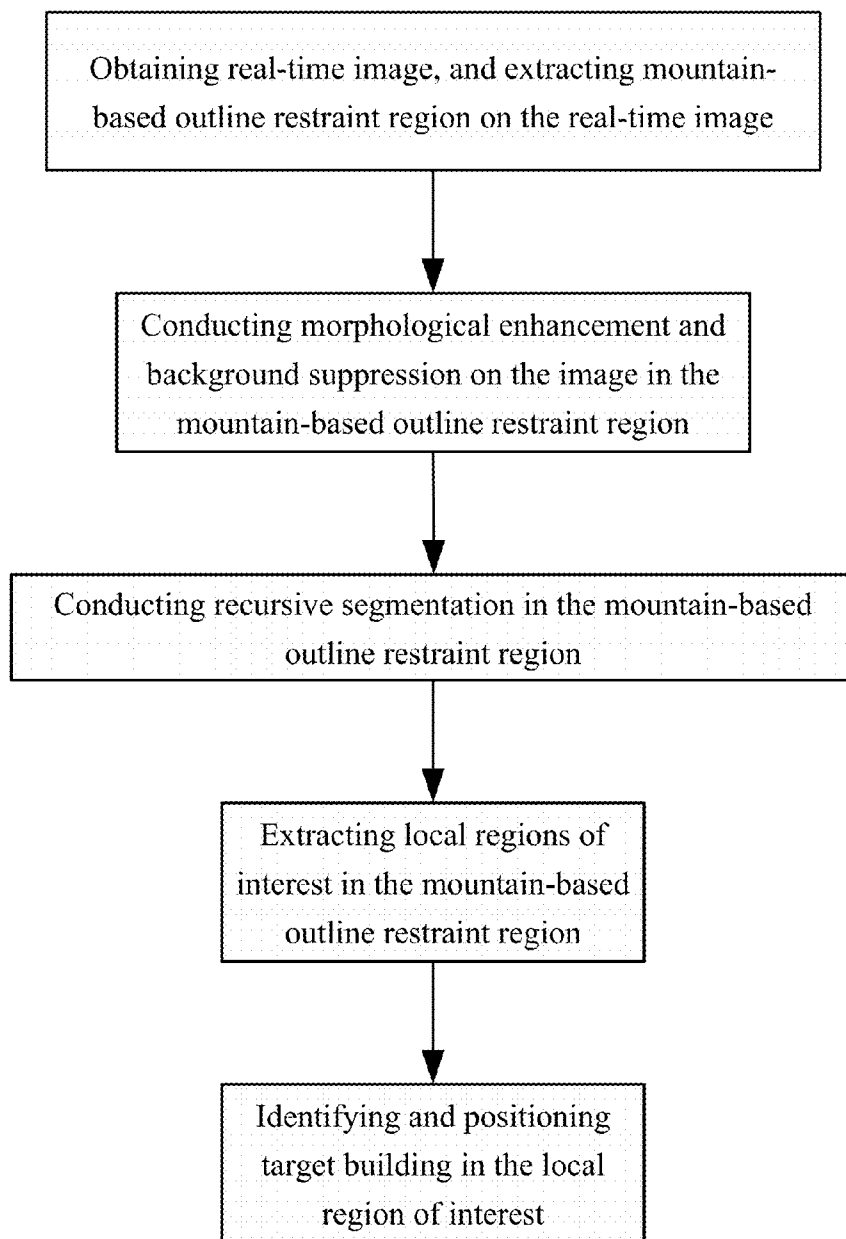 Obtaining real-time image, and extracting mountain-
based outline restraint region on the real-time image
Conducting morphological enhancement and
background suppression on the image in the
mountain-based outline restraint region
Conducting recursive segmentation in the mountain-based
outline restraint region
Extracting local regions of
interest in the mountain-based
outline restraint region
Identifying and positioning
target building in the local
region of interest